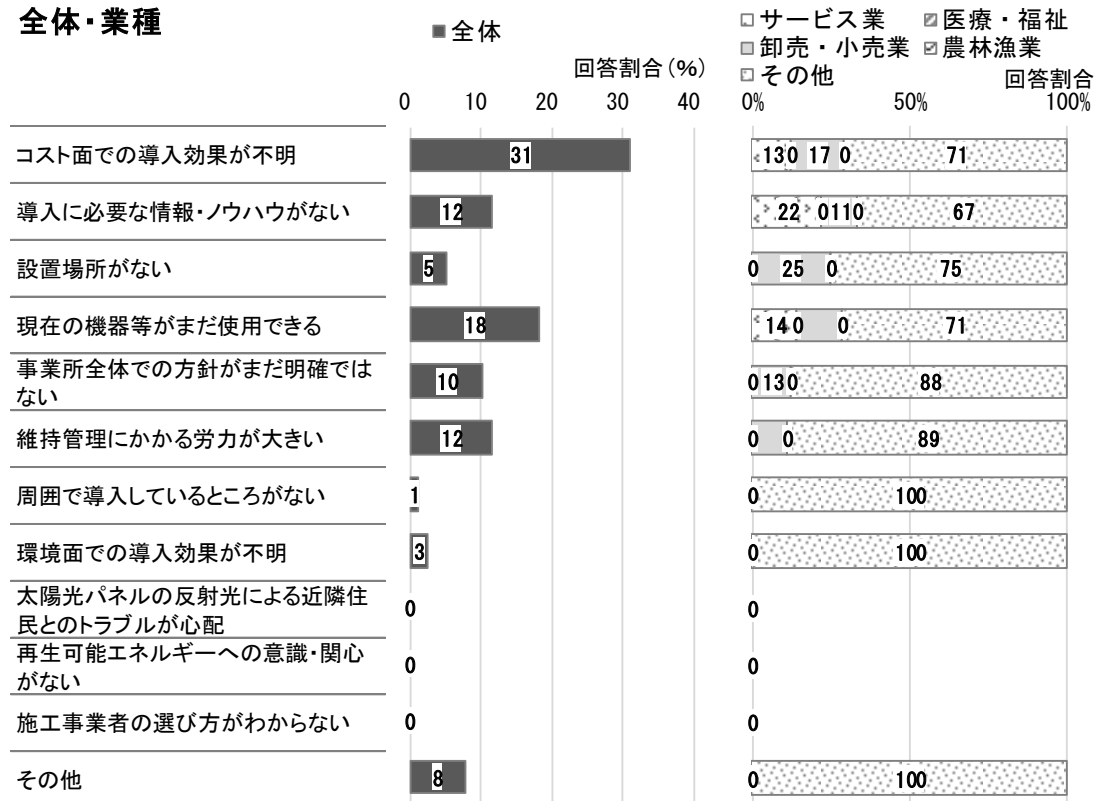 全体・業種
■全体
サービス業 医療・福祉
卸売・小売業 農林漁業
その他
回答割合(%)
回答割合
0 10 20 30 40
0% 50% 100%
コスト面での導入効果が不明 31 13 0 17 0 71
導入に必要な情報・ノウハウがない 12 22 0 11 0 67
設置場所がない 5 0 25 0 75
現在の機器等がまだ使用できる 18 14 0 0 71
事業所全体での方針がまだ明確では
ない 10 0 13 0 88
維持管理にかかる労力が大きい 12 0 0 89
周囲で導入しているところがない 1 0 100
環境面での導入効果が不明 3 0 100
太陽光パネルの反射光による近隣住
民とのトラブルが心配 0 0
再生可能エネルギーへの意識・関心
がない 0 0
施工事業者の選び方がわからない 0 0
その他 8 0 100